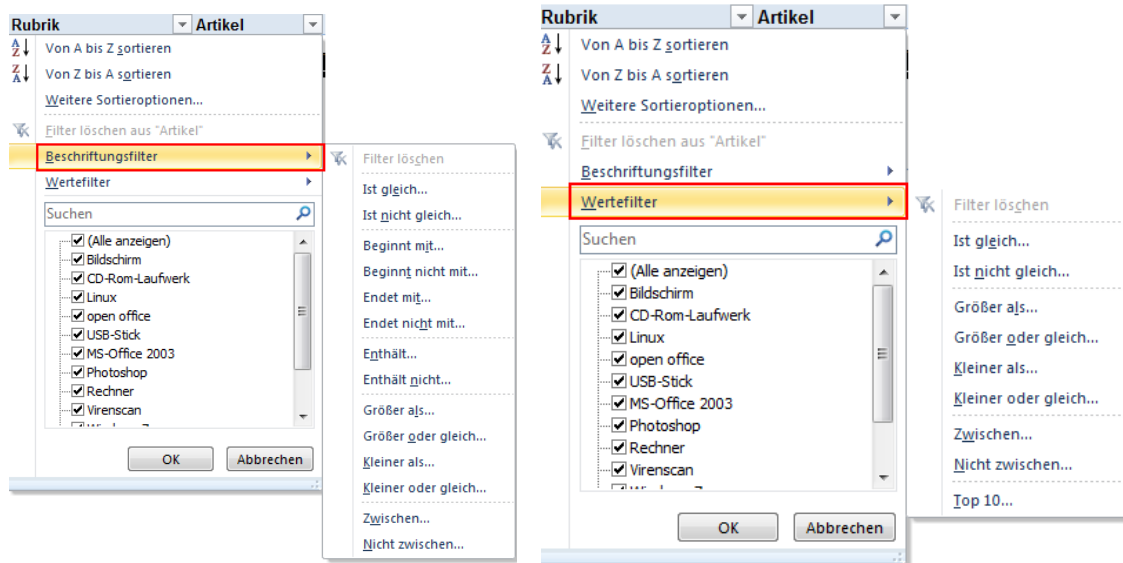 Rubrik Artikel
Von A bis Z sortieren
Von Z bis A sortieren
Weitere Sortieroptionen...
Filter löschen aus "Artikel"
Beschriftungsfilter
Wertefilter
Suchen
(Alle anzeigen)
Bildschirm
CD-Rom-Laufwerk
Linux
open office
USB-Stick
MS-Office 2003
Photoshop
Rechner
Virenscan
OK Abbrechen
Filter löschen
Ist gleich...
Ist nicht gleich...
Beginnt mit...
Beginnt nicht mit...
Endet mit...
Endet nicht mit...
Enthält...
Enthält nicht...
Größer als...
Größer oder gleich...
Kleiner als...
Kleiner oder gleich...
Zwischen...
Nicht zwischen...
Rubrik Artikel
Von A bis Z sortieren
Von Z bis A sortieren
Weitere Sortieroptionen...
Filter löschen aus "Artikel"
Beschriftungsfilter
Wertefilter
Suchen
(Alle anzeigen)
Bildschirm
CD-Rom-Laufwerk
Linux
open office
USB-Stick
MS-Office 2003
Photoshop
Rechner
Virenscan
OK Abbrechen
Filter löschen
Ist gleich...
Ist nicht gleich...
Größer als...
Größer oder gleich...
Kleiner als...
Kleiner oder gleich...
Zwischen...
Nicht zwischen...
Top 10...